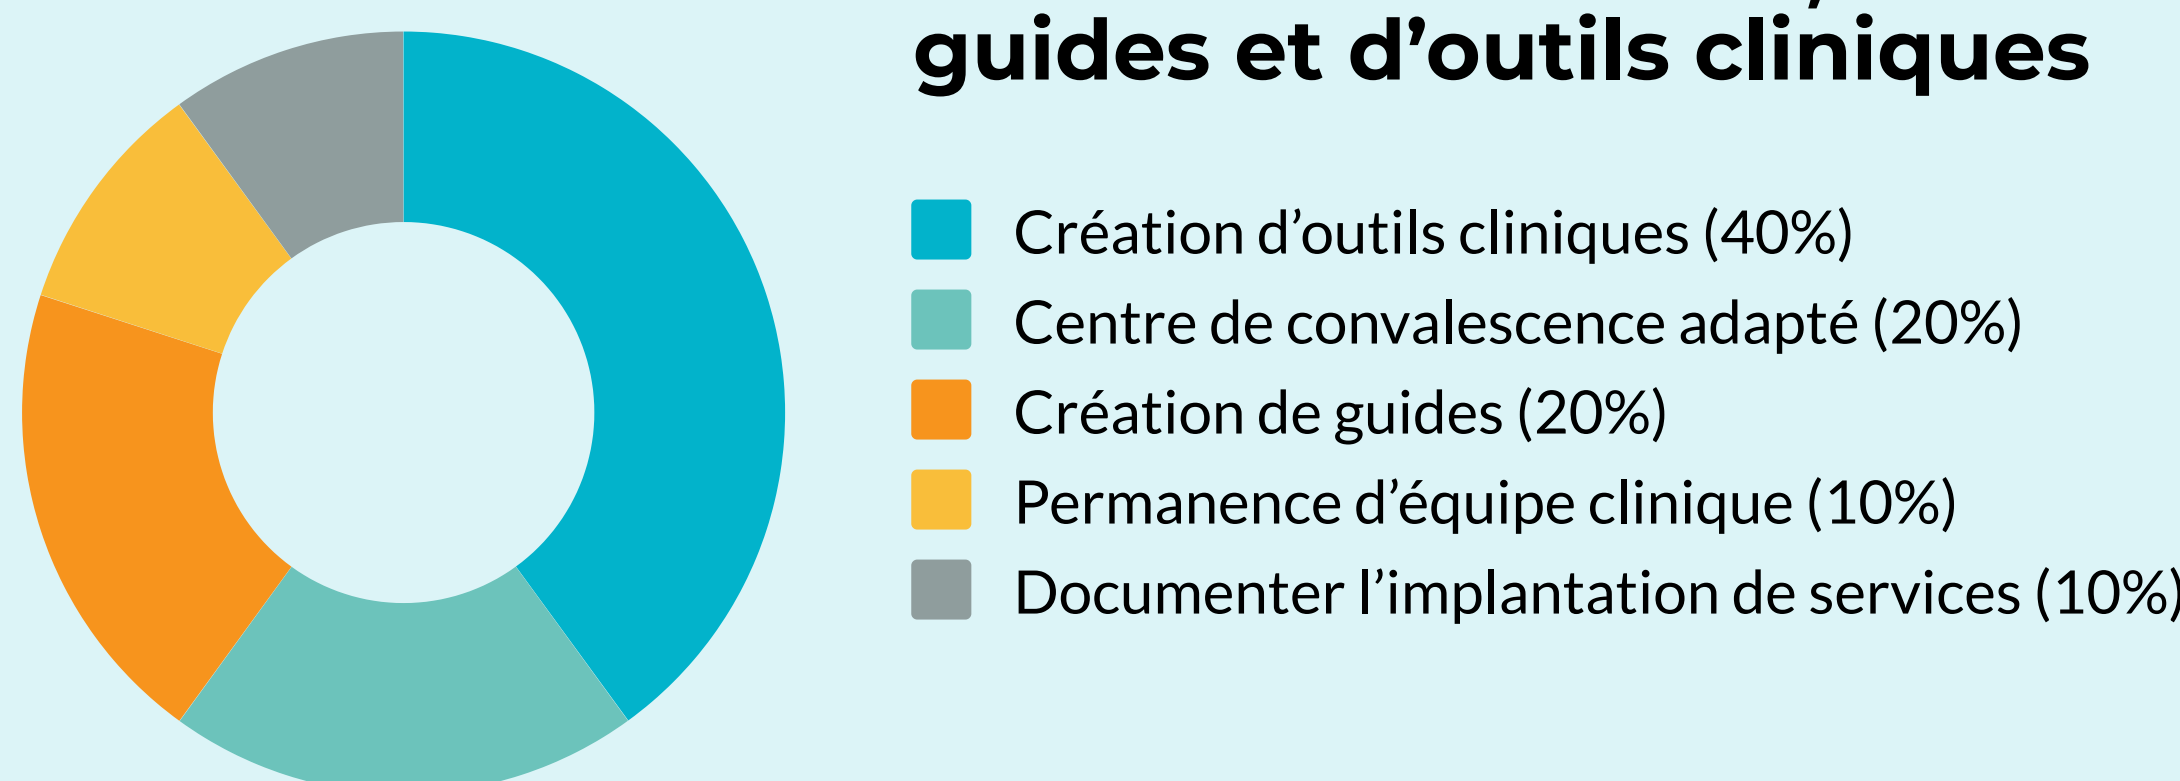 guides et d’outils cliniques
Création d’outils cliniques (40%)
Centre de convalescence adapté (20%)
Création de guides (20%)
Permanence d’équipe clinique (10%)
Documenter l’implantation de services (10%)